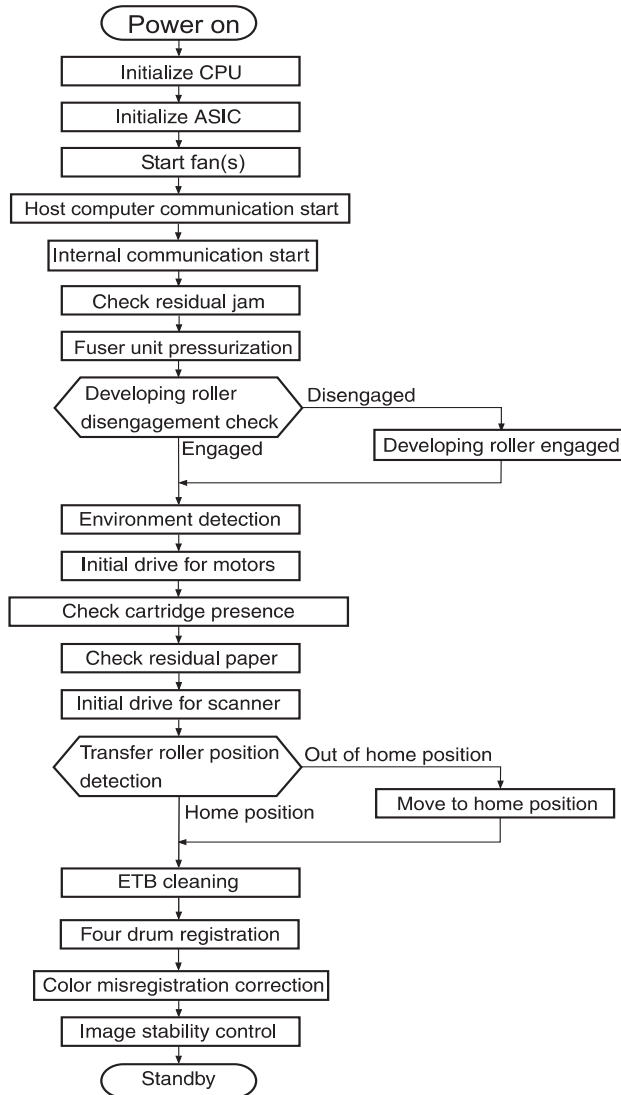 Power on
Initialize CPU
Initialize ASIC
Start fan(s)
Host computer communication start
Internal communication start
Check residual jam
Fuser unit pressurization
Developing roller
disengagement check
Disengaged
Engaged
Developing roller engaged
Environment detection
Initial drive for motors
Check cartridge presence
Check residual paper
Initial drive for scanner
Transfer roller position
detection
Out of home position
Home position
Move to home position
ETB cleaning
Four drum registration
Color misregistration correction
Image stability control
Standby